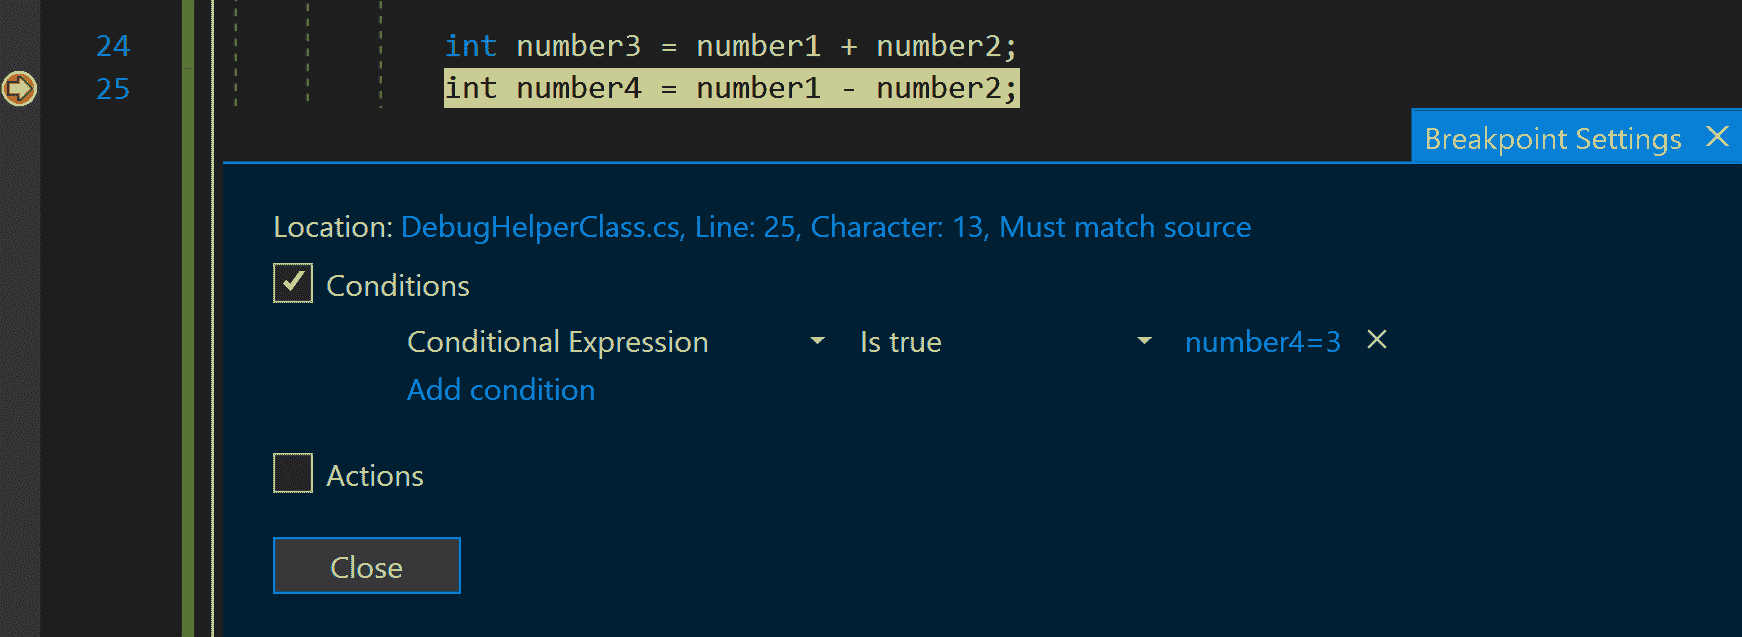 24 int number3 = number1 + number2;
25 int number4 = number1 - number2;
Breakpoint Settings
Location: DebugHelperClass.cs, Line: 25, Character: 13, Must match source
Conditions
Conditional Expression Is true number4=3
Add condition
Actions
Close